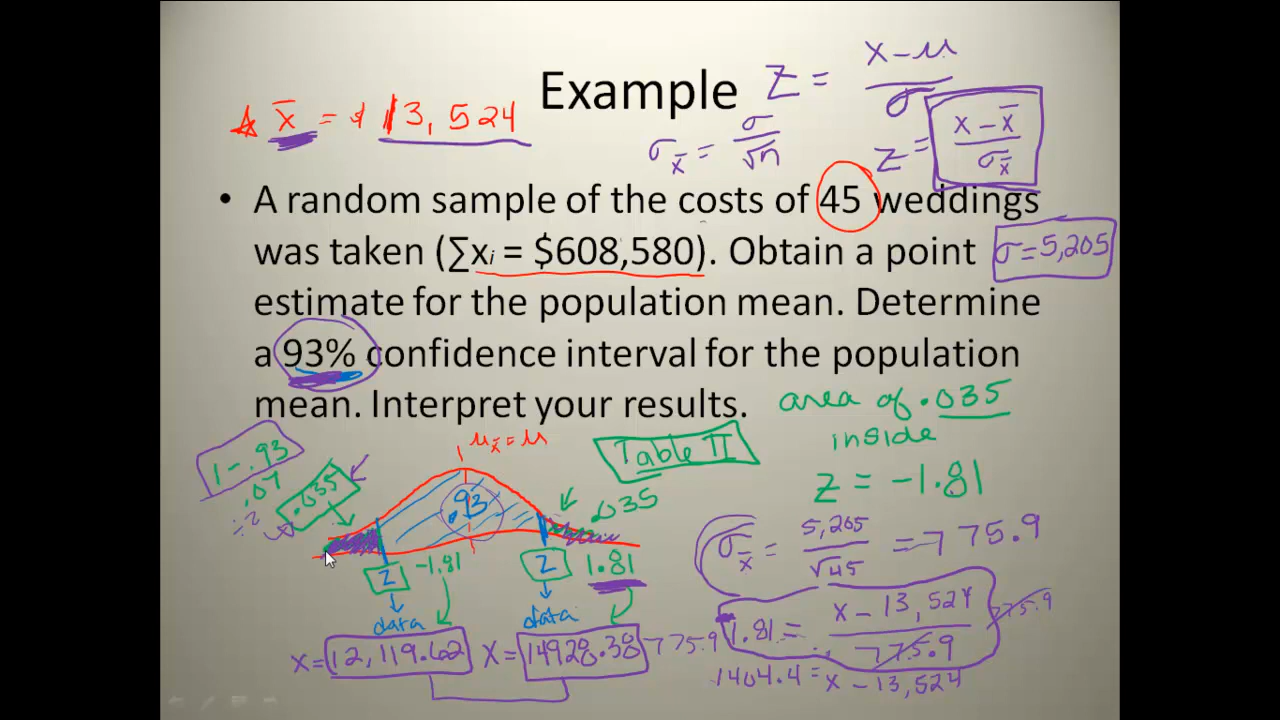 Example
x̄ = $13,524
z = x-μ / σ
σx̄ = σ / √n
z = x-x̄ / σx̄
• A random sample of the costs of 45 weddings
was taken (∑xi = $608,580). Obtain a point
σ=5,205
estimate for the population mean. Determine
a 93% confidence interval for the population
mean. Interpret your results.
area of .035
inside
z = -1.81
1-.93
.07
÷2
.035
μx̄=μ
.93
Table II
.035
z -1.81
z 1.81
data
data
x= 12,119.62
x= 14928.38
σx̄ = 5,205 / √45 = 775.9
775.9 1.81 = x-13,524 / 775.9 775.9
1404.4 = x-13,524